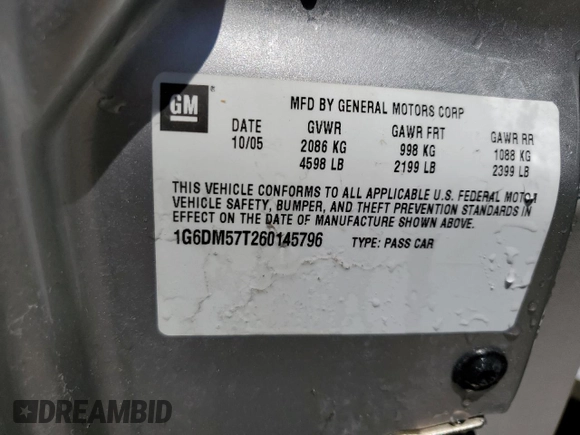 GM
MFD BY GENERAL MOTORS CORP
DATE GVWR GAWR FRT GAWR RR
10/05 2086 KG 998 KG 1088 KG
4598 LB 2199 LB 2399 LB
THIS VEHICLE CONFORMS TO ALL APPLICABLE U.S. FEDERAL MOTOR
VEHICLE SAFETY, BUMPER, AND THEFT PREVENTION STANDARDS IN
EFFECT ON THE DATE OF MANUFACTURE SHOWN ABOVE.
1G6DM57T260145796 TYPE: PASS CAR
DREAMBID